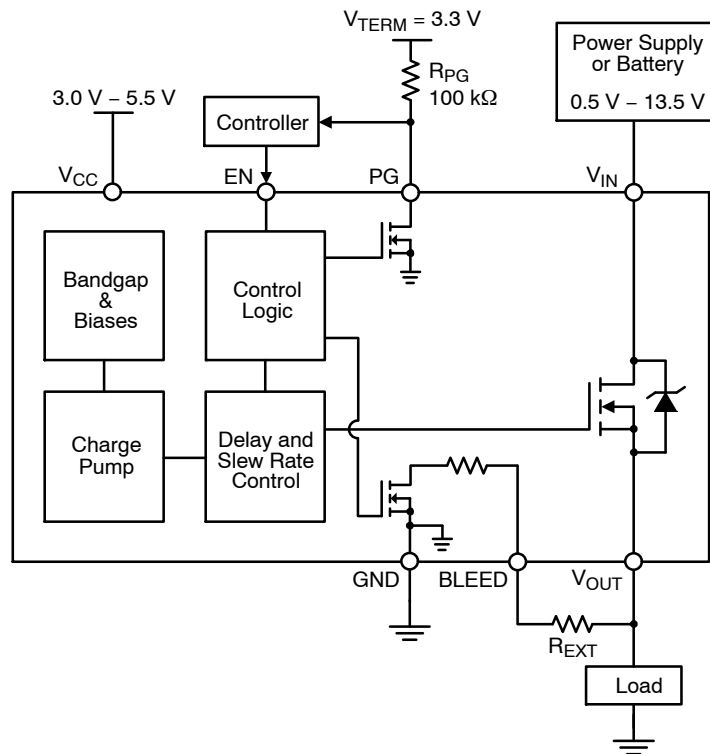 V_TERM = 3.3 V
R_PG
100 kΩ
Power Supply
or Battery
0.5 V – 13.5 V
3.0 V – 5.5 V
Controller
V_CC
EN
PG
V_IN
Bandgap
&
Biases
Control
Logic
Charge
Pump
Delay and
Slew Rate
Control
GND
BLEED
V_OUT
R_EXT
Load